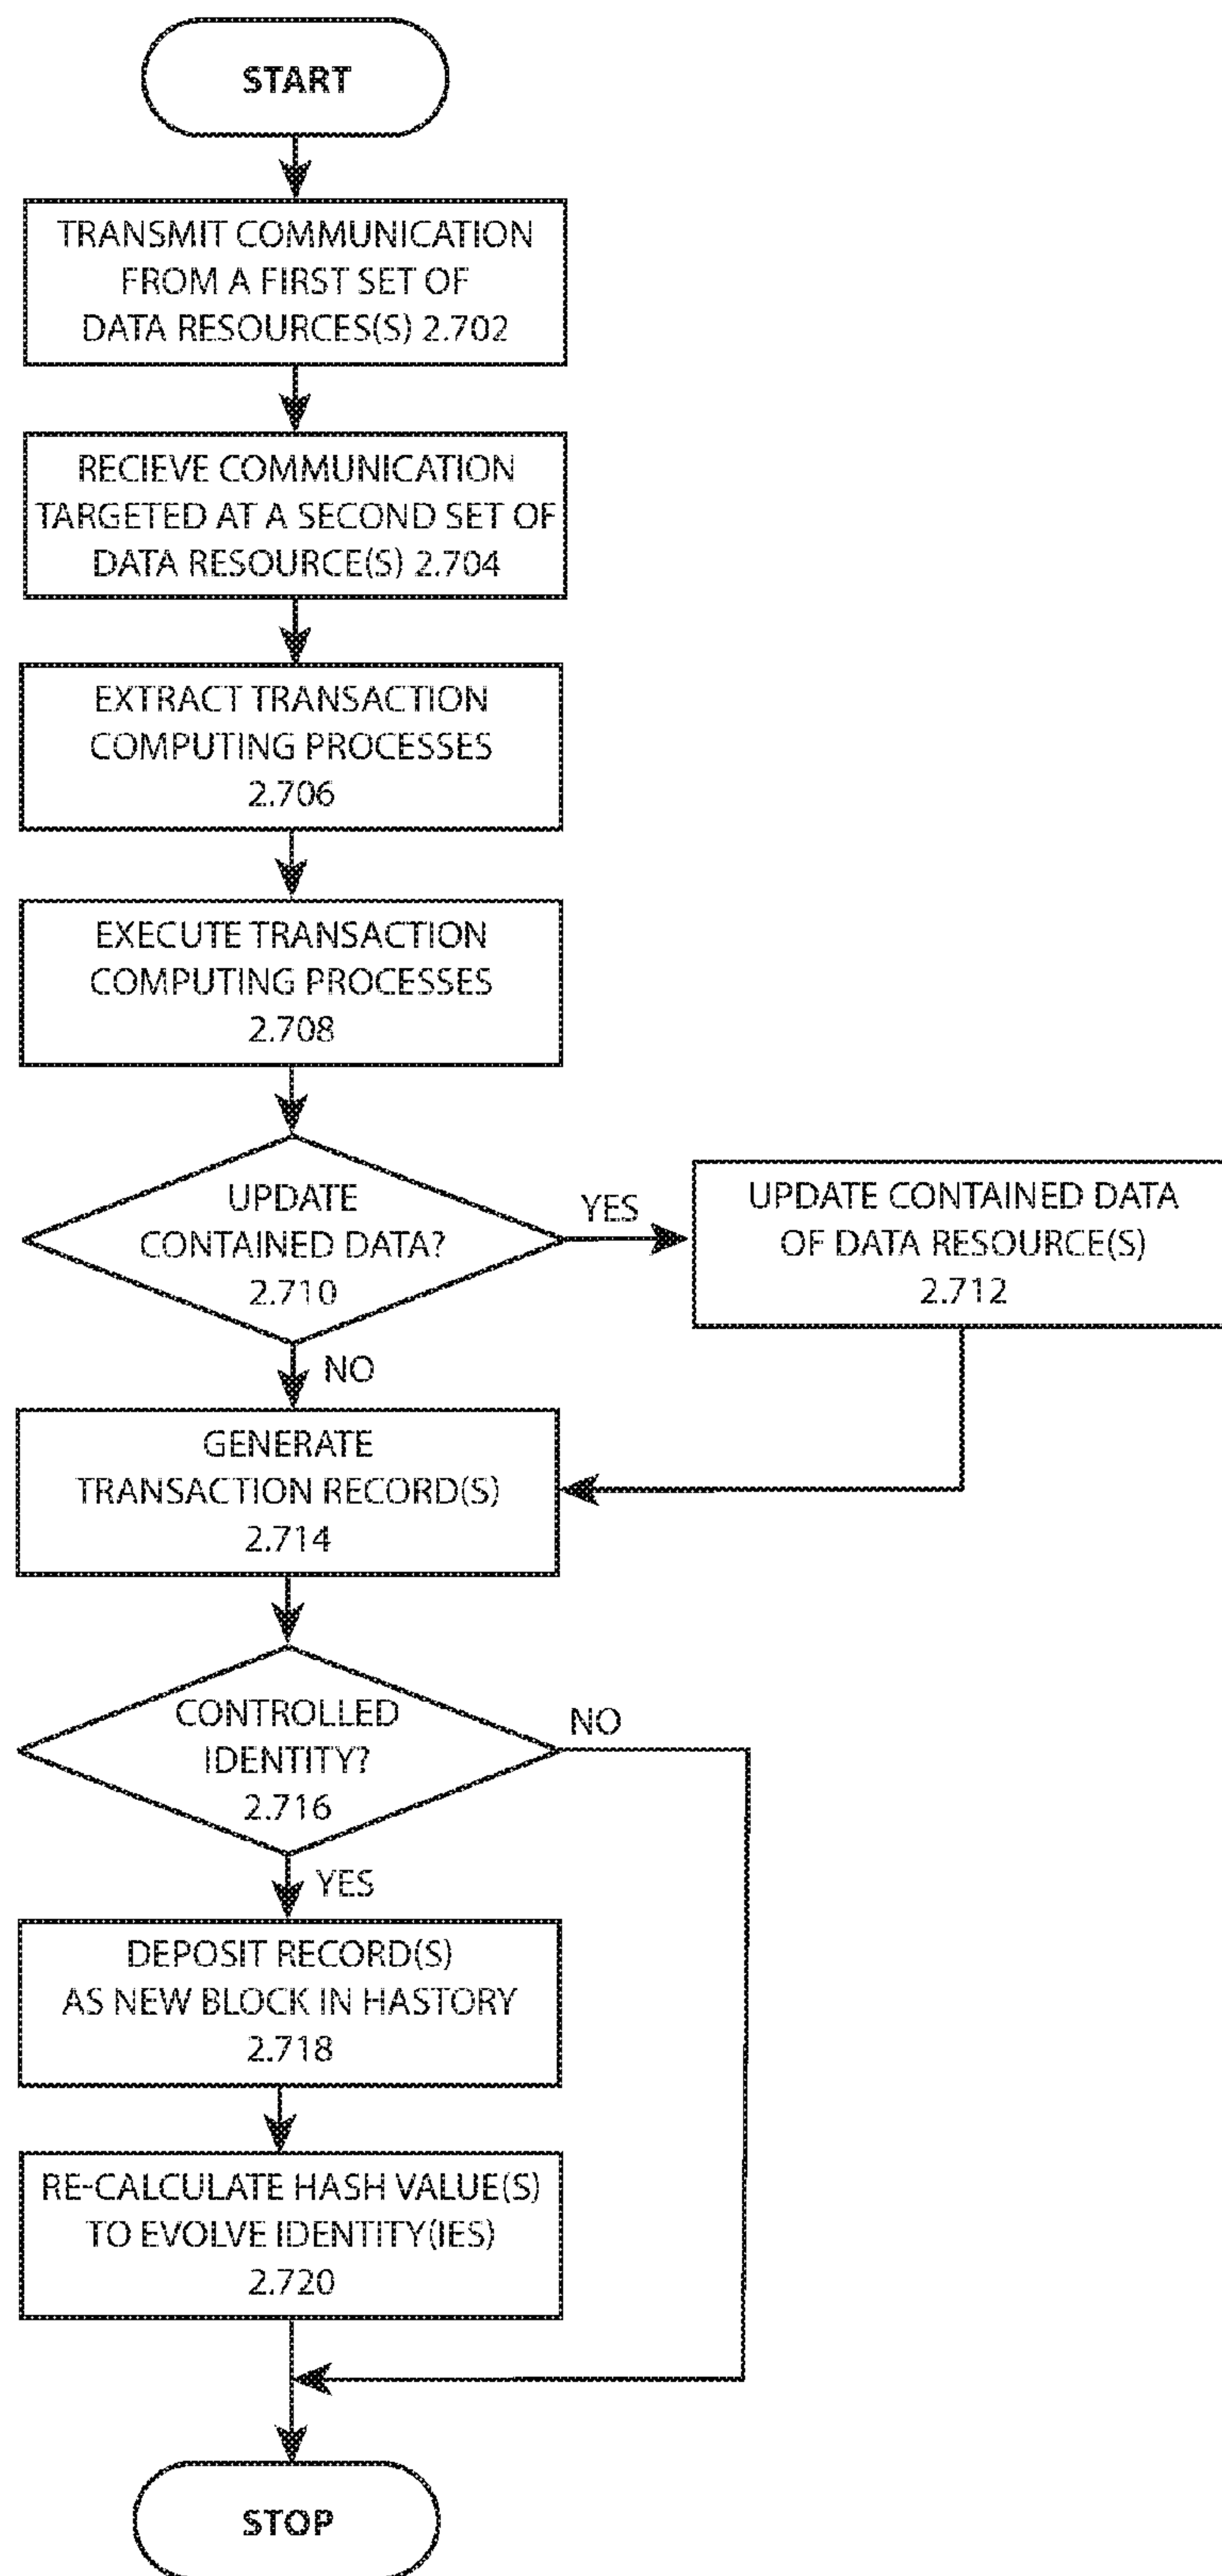 START
TRANSMIT COMMUNICATION
FROM A FIRST SET OF
DATA RESOURCES(S) 2.702
RECIEVE COMMUNICATION
TARGETED AT A SECOND SET OF
DATA RESOURCE(S) 2.704
EXTRACT TRANSACTION
COMPUTING PROCESSES
2.706
EXECUTE TRANSACTION
COMPUTING PROCESSES
2.708
UPDATE
CONTAINED DATA?
2.710
YES
UPDATE CONTAINED DATA
OF DATA RESOURCE(S)
2.712
NO
GENERATE
TRANSACTION RECORD(S)
2.714
CONTROLLED
IDENTITY?
2.716
NO
YES
DEPOSIT RECORD(S)
AS NEW BLOCK IN HASTORY
2.718
RE-CALCULATE HASH VALUE(S)
TO EVOLVE IDENTITY(IES)
2.720
STOP